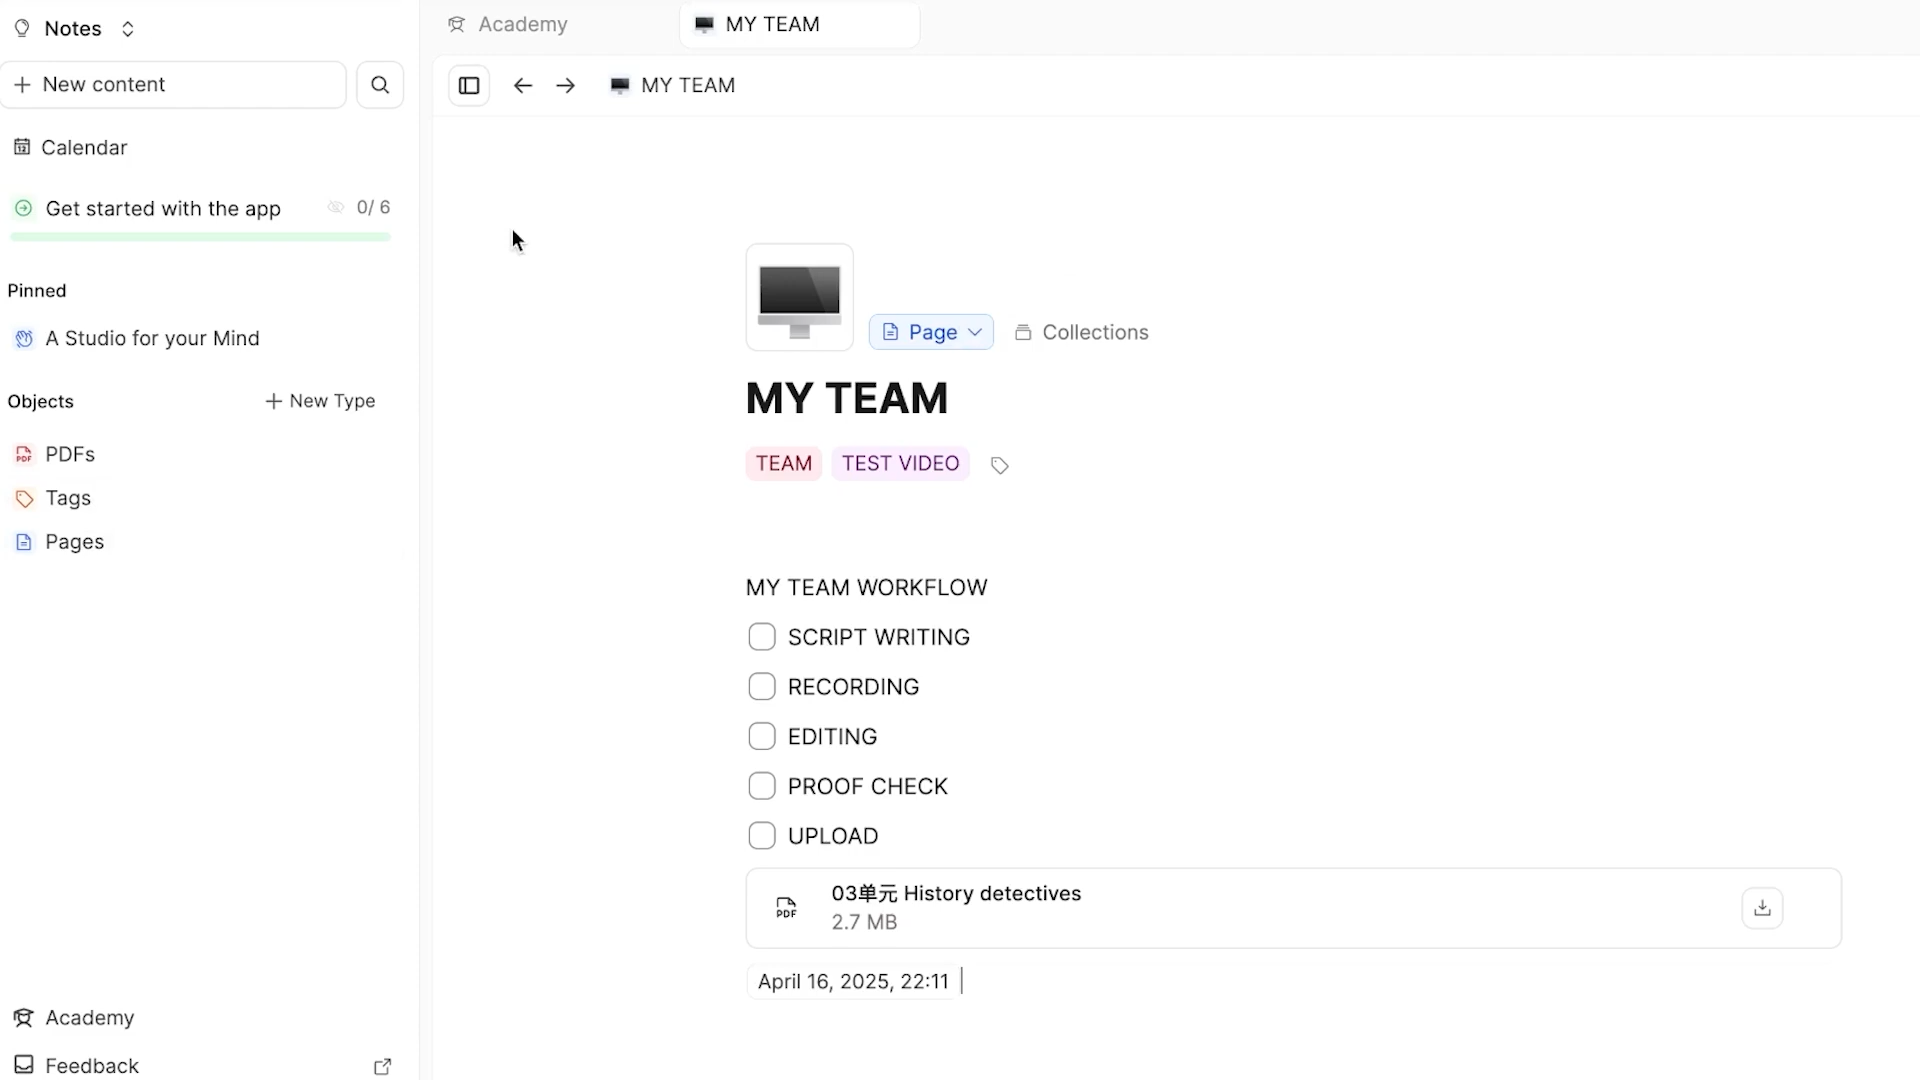 Notes
New content
Calendar
Get started with the app 0/ 6
Pinned
A Studio for your Mind
Objects
New Type
PDFs
Tags
Pages
Academy
Feedback
Academy
MY TEAM
MY TEAM
Page
Collections
MY TEAM
TEAM TEST VIDEO
MY TEAM WORKFLOW
SCRIPT WRITING
RECORDING
EDITING
PROOF CHECK
UPLOAD
PDF
03单元 History detectives
2.7 MB
April 16, 2025, 22:11